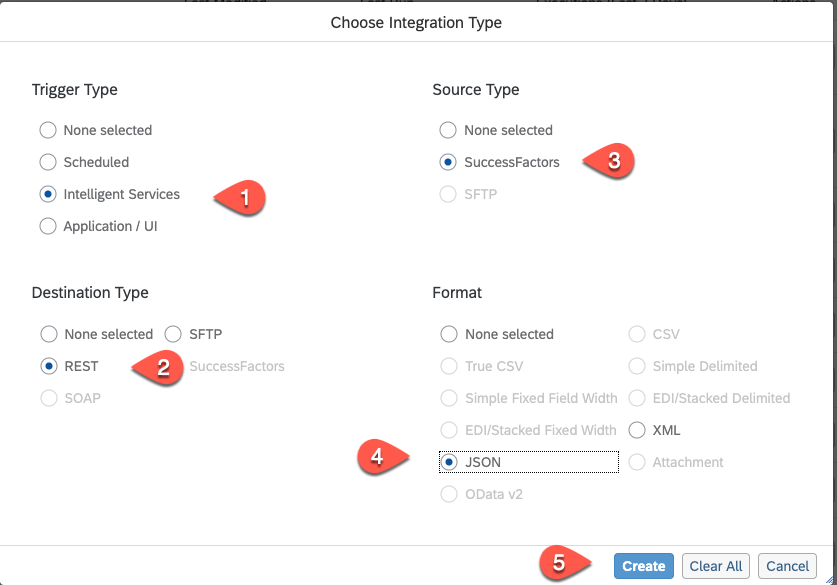 Choose Integration Type
Trigger Type
None selected
Scheduled
Intelligent Services
1
Application / UI
Source Type
None selected
SuccessFactors
3
SFTP
Destination Type
None selected SFTP
REST 2 SuccessFactors
SOAP
Format
None selected CSV
True CSV Simple Delimited
Simple Fixed Field Width EDI/Stacked Delimited
EDI/Stacked Fixed Width XML
4 JSON Attachment
OData v2
5 Create Clear All Cancel